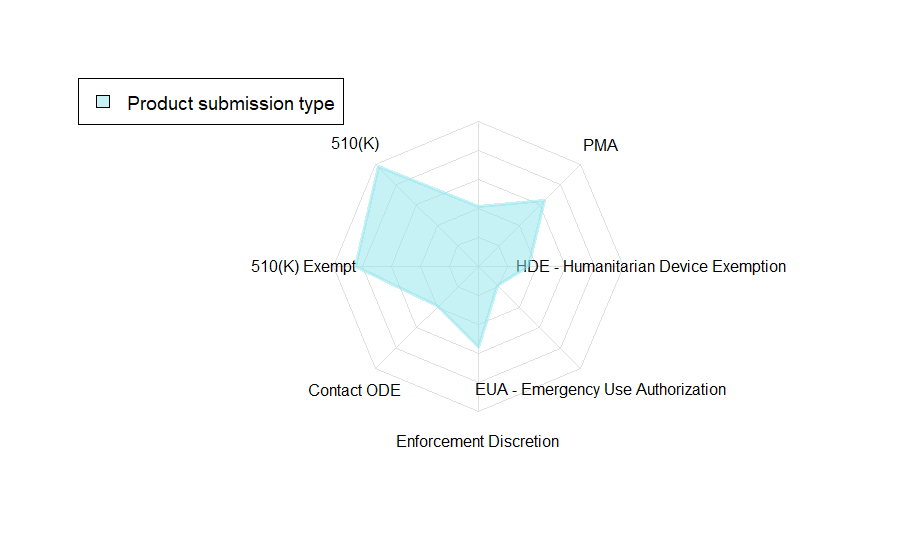 Product submission type
510(K)
PMA
510(K) Exempt
HDE - Humanitarian Device Exemption
Contact ODE
EUA - Emergency Use Authorization
Enforcement Discretion